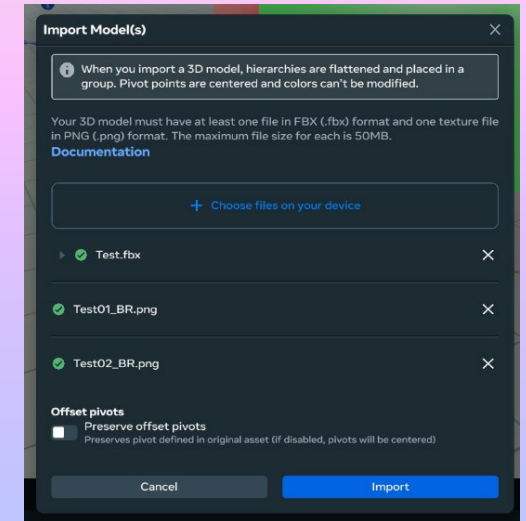 Import Model(s)
When you import a 3D model, hierarchies are flattened and placed in a
group. Pivot points are centered and colors can't be modified.
Your 3D model must have at least one file in FBX (.fbx) format and one texture file
in PNG (.png) format. The maximum file size for each is 50MB.
Documentation
+ Choose files on your device
Test.fbx
Test01_BR.png
Test02_BR.png
Offset pivots
Preserve offset pivots
Preserves pivot defined in original asset (if disabled, pivots will be centered)
Cancel
Import